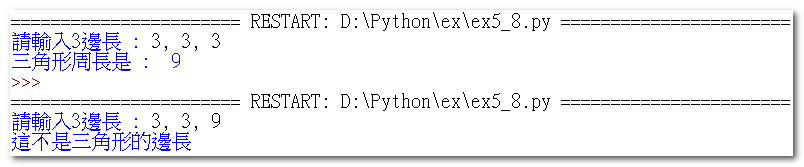 ====================== RESTART: D:\Python\ex\ex5_8.py ======================
請輸入3邊長 : 3, 3, 3
三角形周長是 :  9
>>>
====================== RESTART: D:\Python\ex\ex5_8.py ======================
請輸入3邊長 : 3, 3, 9
這不是三角形的邊長